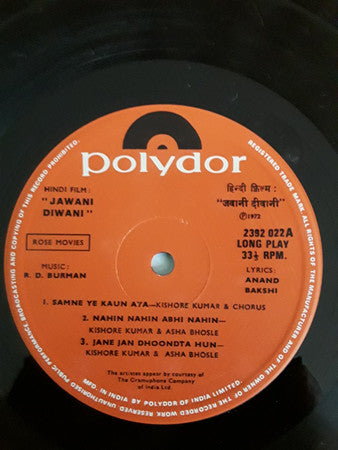 polydor
HINDI FILM:
"JAWANI
DIWANI"
ROSE MOVIES
MUSIC:
R. D. BURMAN
हिन्दी फ़िल्म:
"जवानी दीवानी"
Ⓟ1972
2392 022A
LONG PLAY
33⅓ RPM.
LYRICS:
ANAND
BAKSHI
1. SAMNE YE KAUN AYA—KISHORE KUMAR & CHORUS
2. NAHIN NAHIN ABHI NAHIN—
KISHORE KUMAR & ASHA BHOSLE
3. JANE JAN DHOONDTA HUN—
KISHORE KUMAR & ASHA BHOSLE
The artistes appear by courtesy of
The Gramophone Company
of India Ltd.
MFD. IN INDIA BY POLYDOR OF INDIA LIMITED.
REGISTERED TRADE MARK ALL RIGHTS OF THE MANUFACTURER AND OF THE OWNER OF THE RECORDED WORK RESERVED UNAUTHORISED PUBLIC PERFORMANCE BROADCASTING AND COPYING OF THIS RECORD PROHIBITED.